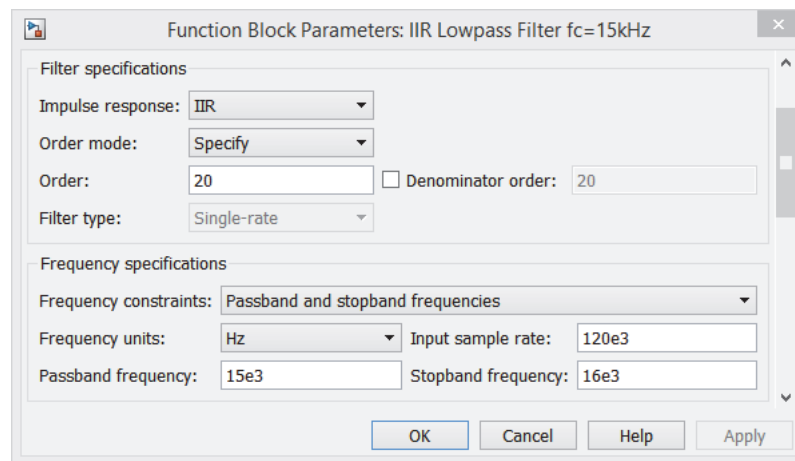 Function Block Parameters: IIR Lowpass Filter fc=15kHz
Filter specifications
Impulse response: IIR
Order mode: Specify
Order: 20 Denominator order: 20
Filter type: Single-rate
Frequency specifications
Frequency constraints: Passband and stopband frequencies
Frequency units: Hz Input sample rate: 120e3
Passband frequency: 15e3 Stopband frequency: 16e3
OK Cancel Help Apply